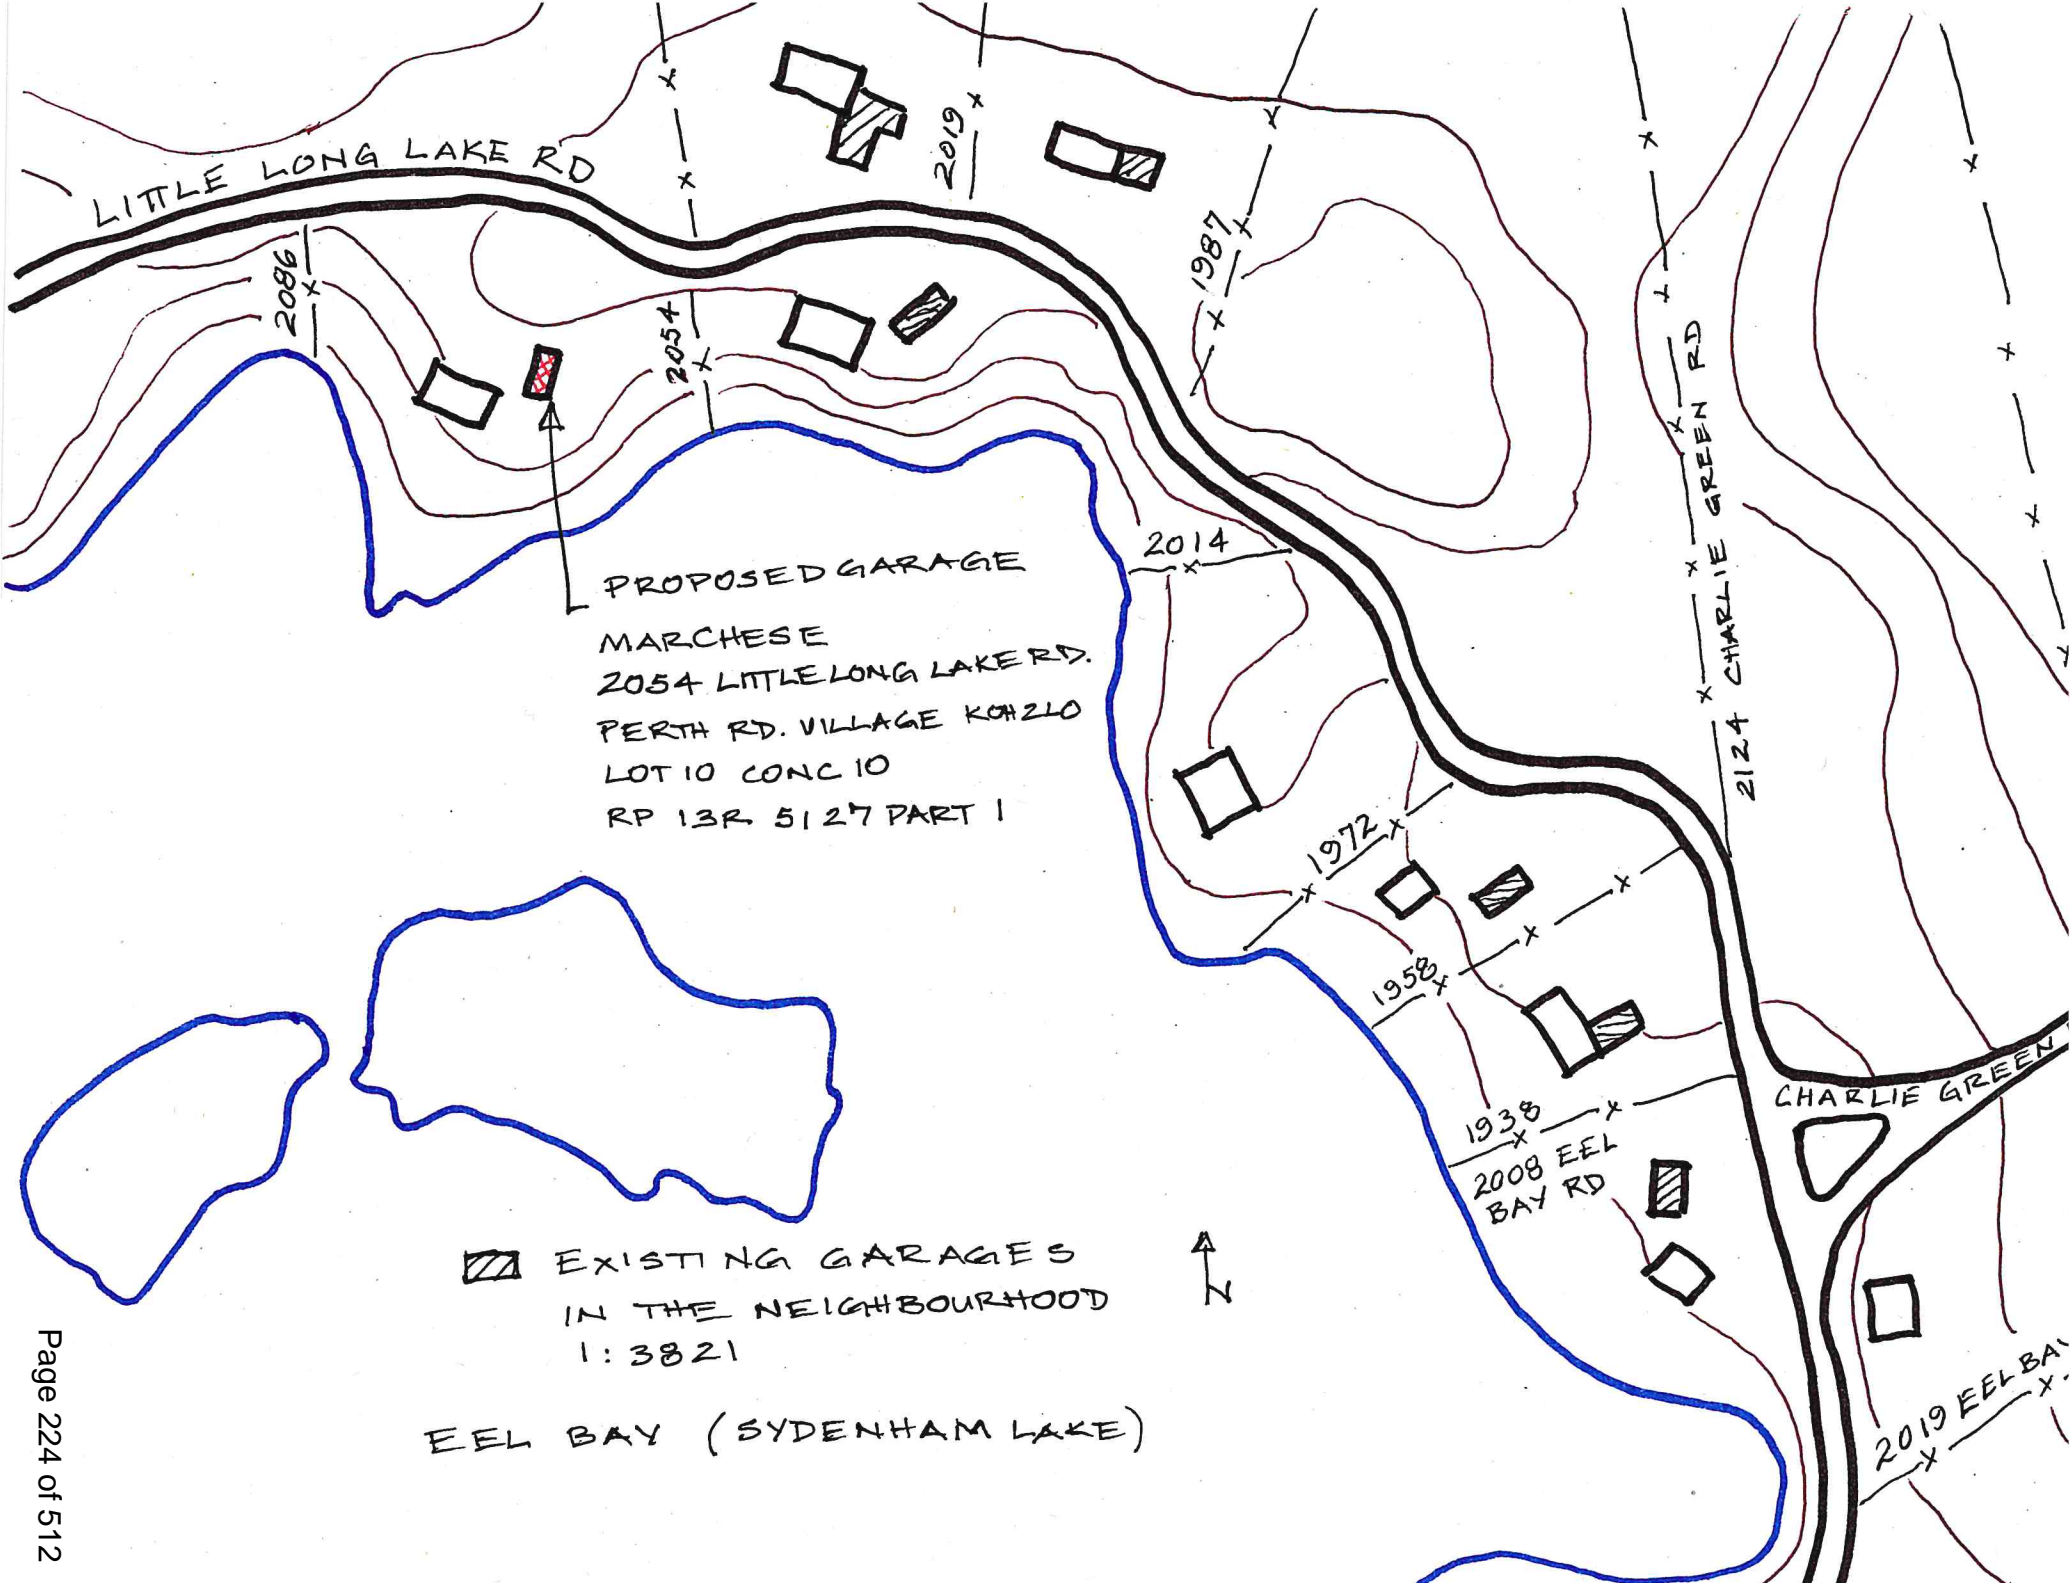 LITTLE LONG LAKE RD
2019
1987
2086
2054
2014
2124 CHARLIE GREEN RD
PROPOSED GARAGE
MARCHESE
2054 LITTLE LONG LAKE RD.
PERTH RD. VILLAGE K0H2L0
LOT 10 CONC 10
RP 13R 5127 PART 1
1972
1958
1938
2008 EEL
BAY RD
CHARLIE GREEN
2019 EEL BAY
EXISTING GARAGES
IN THE NEIGHBOURHOOD
1:3821
N
EEL BAY (SYDENHAM LAKE)
Page 224 of 512